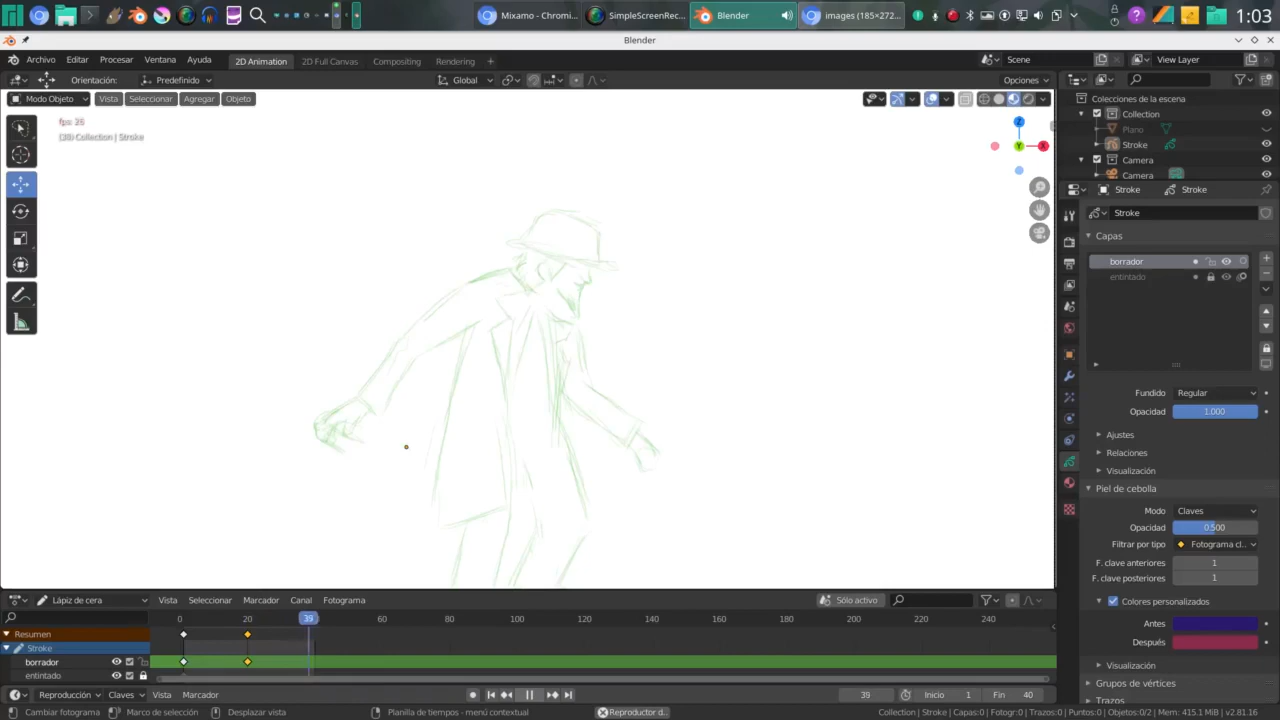 Mixamo - Chromi...
SimpleScreenRec...
Blender
images (185×272...
1:03
Blender
Archivo
Editar
Procesar
Ventana
Ayuda
2D Animation
2D Full Canvas
Compositing
Rendering
+
Scene
View Layer
Orientación:
Predefinido
Global
Opciones
Modo Objeto
Vista
Seleccionar
Agregar
Objeto
fps: 26
(39) Collection | Stroke
Z
Y
X
Colecciones de la escena
Collection
Plano
Stroke
Camera
Camera
Stroke
Stroke
Stroke
Capas
borrador
entintado
Fundido
Regular
Opacidad
1.000
Ajustes
Relaciones
Visualización
Piel de cebolla
Modo
Claves
Opacidad
0.500
Filtrar por tipo
Fotograma cl...
F. clave anteriores
1
F. clave posteriores
1
Colores personalizados
Antes
Después
Visualización
Grupos de vértices
Trazos
Lápiz de cera
Vista
Seleccionar
Marcador
Canal
Fotograma
Sólo activo
0
20
39
60
80
100
120
140
160
180
200
220
240
Resumen
Stroke
borrador
entintado
Reproducción
Claves
Vista
Marcador
39
Inicio
1
Fin
40
Cambiar fotograma
Marco de selección
Desplazar vista
Planilla de tiempos - menú contextual
Reproductor d...
Collection | Stroke | Capas:0 | Fotogr:0 | Trazos:0 | Puntos:0 | Objetos:0/2 | Mem: 415.1 MiB | v2.81.16